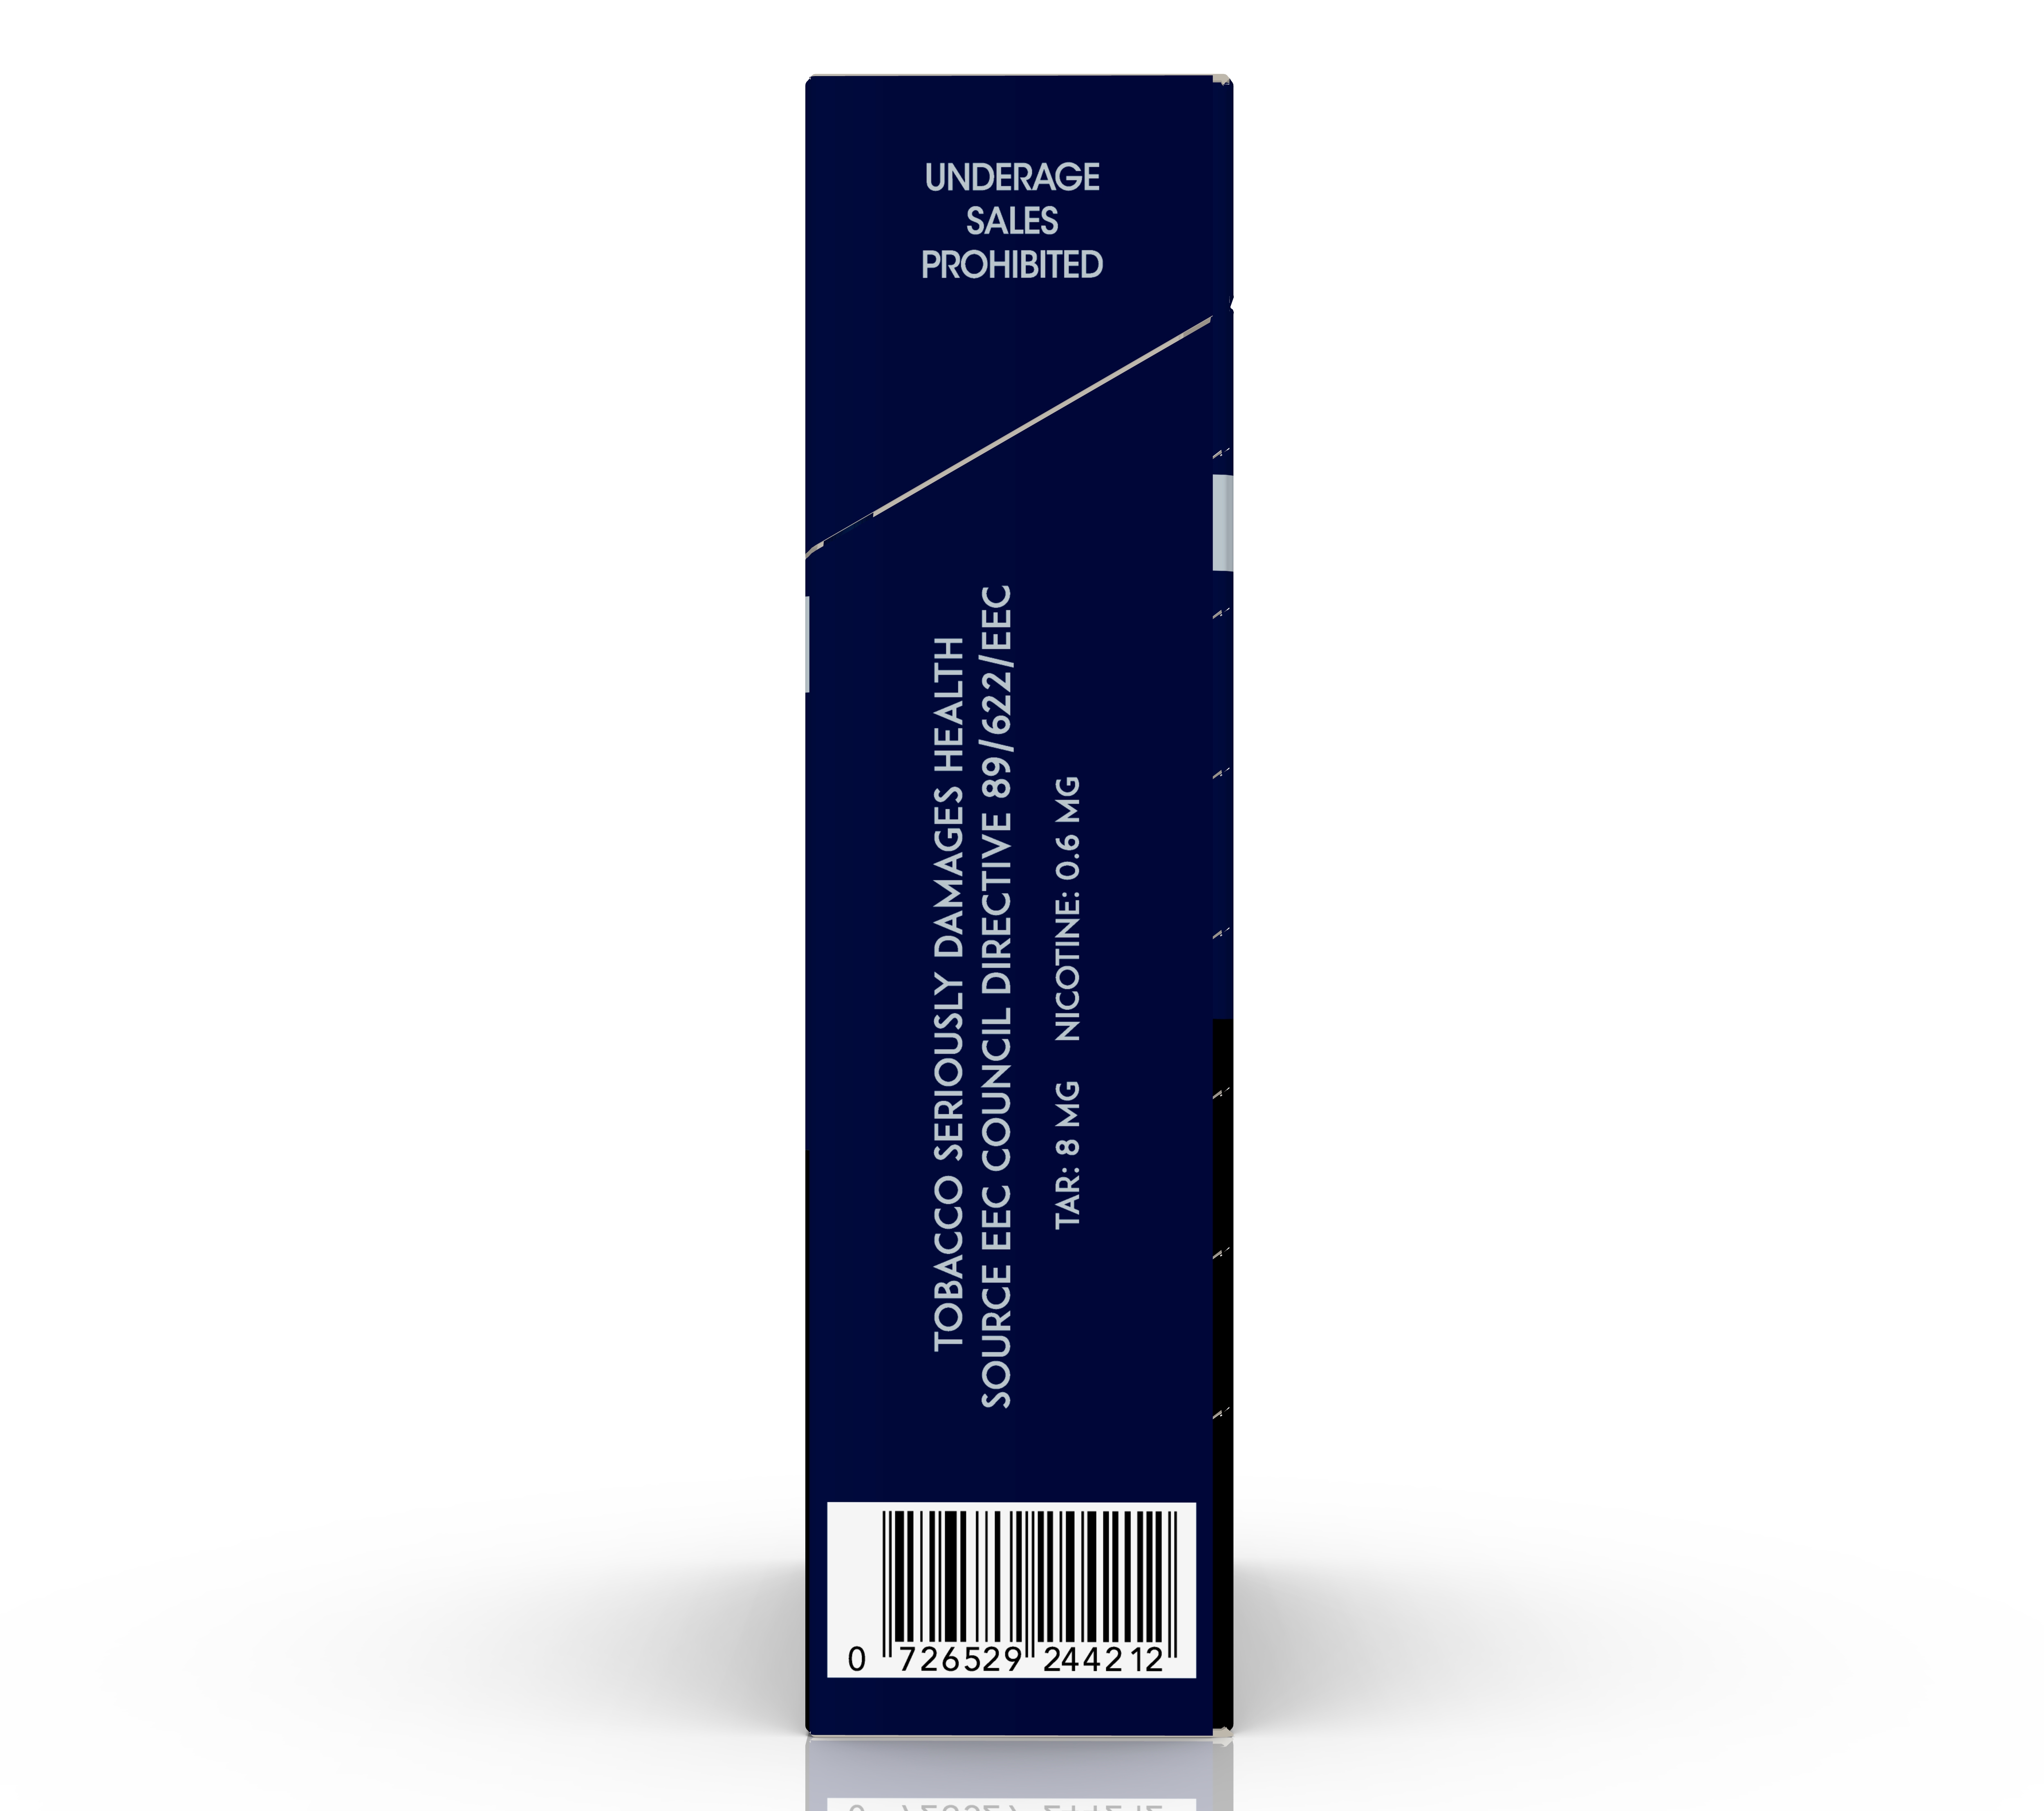 UNDERAGE
SALES
PROHIBITED
TOBACCO SERIOUSLY DAMAGES HEALTH
SOURCE EEC COUNCIL DIRECTIVE 89/622/EEC
TAR: 8 MG NICOTINE: 0.6 MG
0 726529 244212